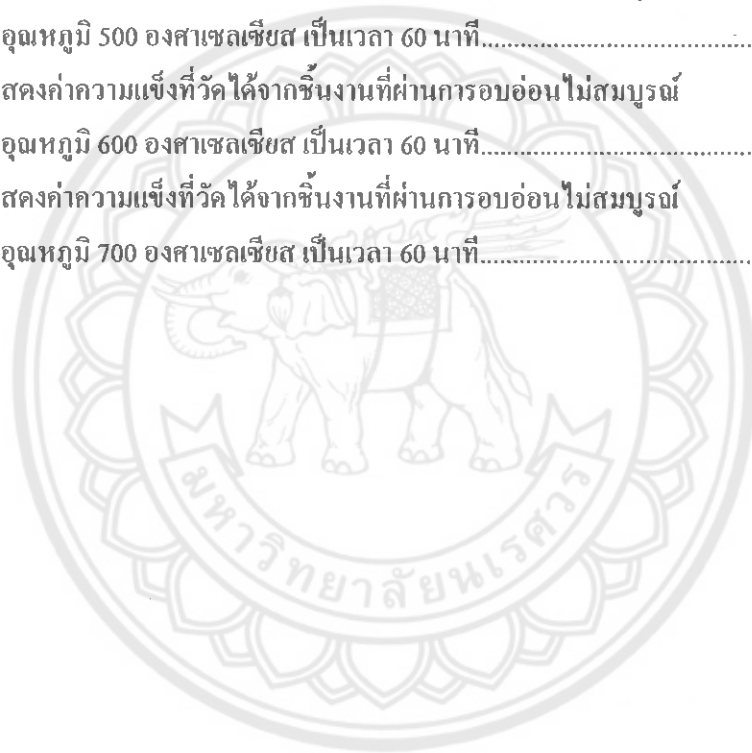 อุณหภูมิ 500 องศาเซลเซียส เป็นเวลา 60 นาที.......................................
สดงค่าความแข็งที่วัดได้จากชิ้นงานที่ผ่านการอบอ่อนไม่สมบูรณ์
อุณหภูมิ 600 องศาเซลเซียส เป็นเวลา 60 นาที.......................................
สดงค่าความแข็งที่วัดได้จากชิ้นงานที่ผ่านการอบอ่อนไม่สมบูรณ์
อุณหภูมิ 700 องศาเซลเซียส เป็นเวลา 60 นาที.......................................
มหาวิทยาลัยนเรศวร